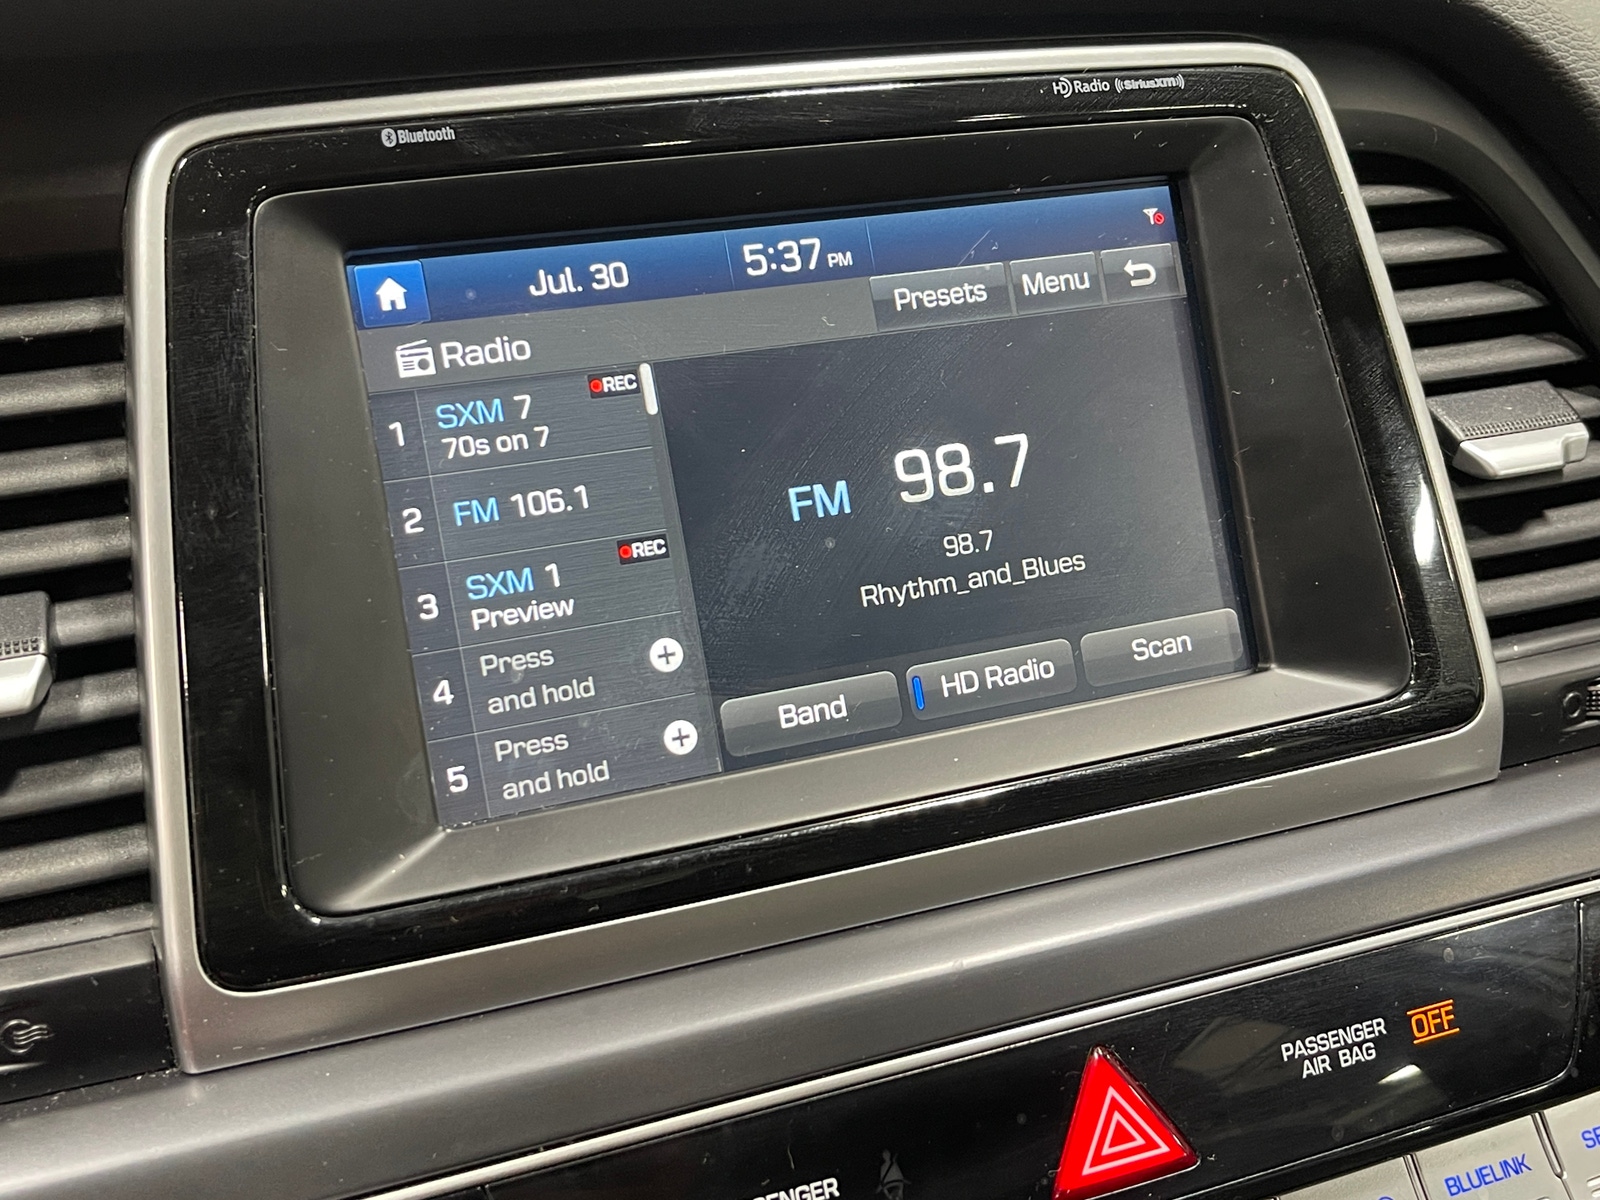 Bluetooth
HD Radio ((SiriusXM))
Jul. 30
5:37 PM
Presets
Menu
Radio
1
SXM 7
REC
70s on 7
2
FM 106.1
3
SXM 1
REC
Preview
4
Press
and hold
5
Press
and hold
FM 98.7
98.7
Rhythm_and_Blues
Band
HD Radio
Scan
PASSENGER
AIR BAG
OFF
BLUELINK